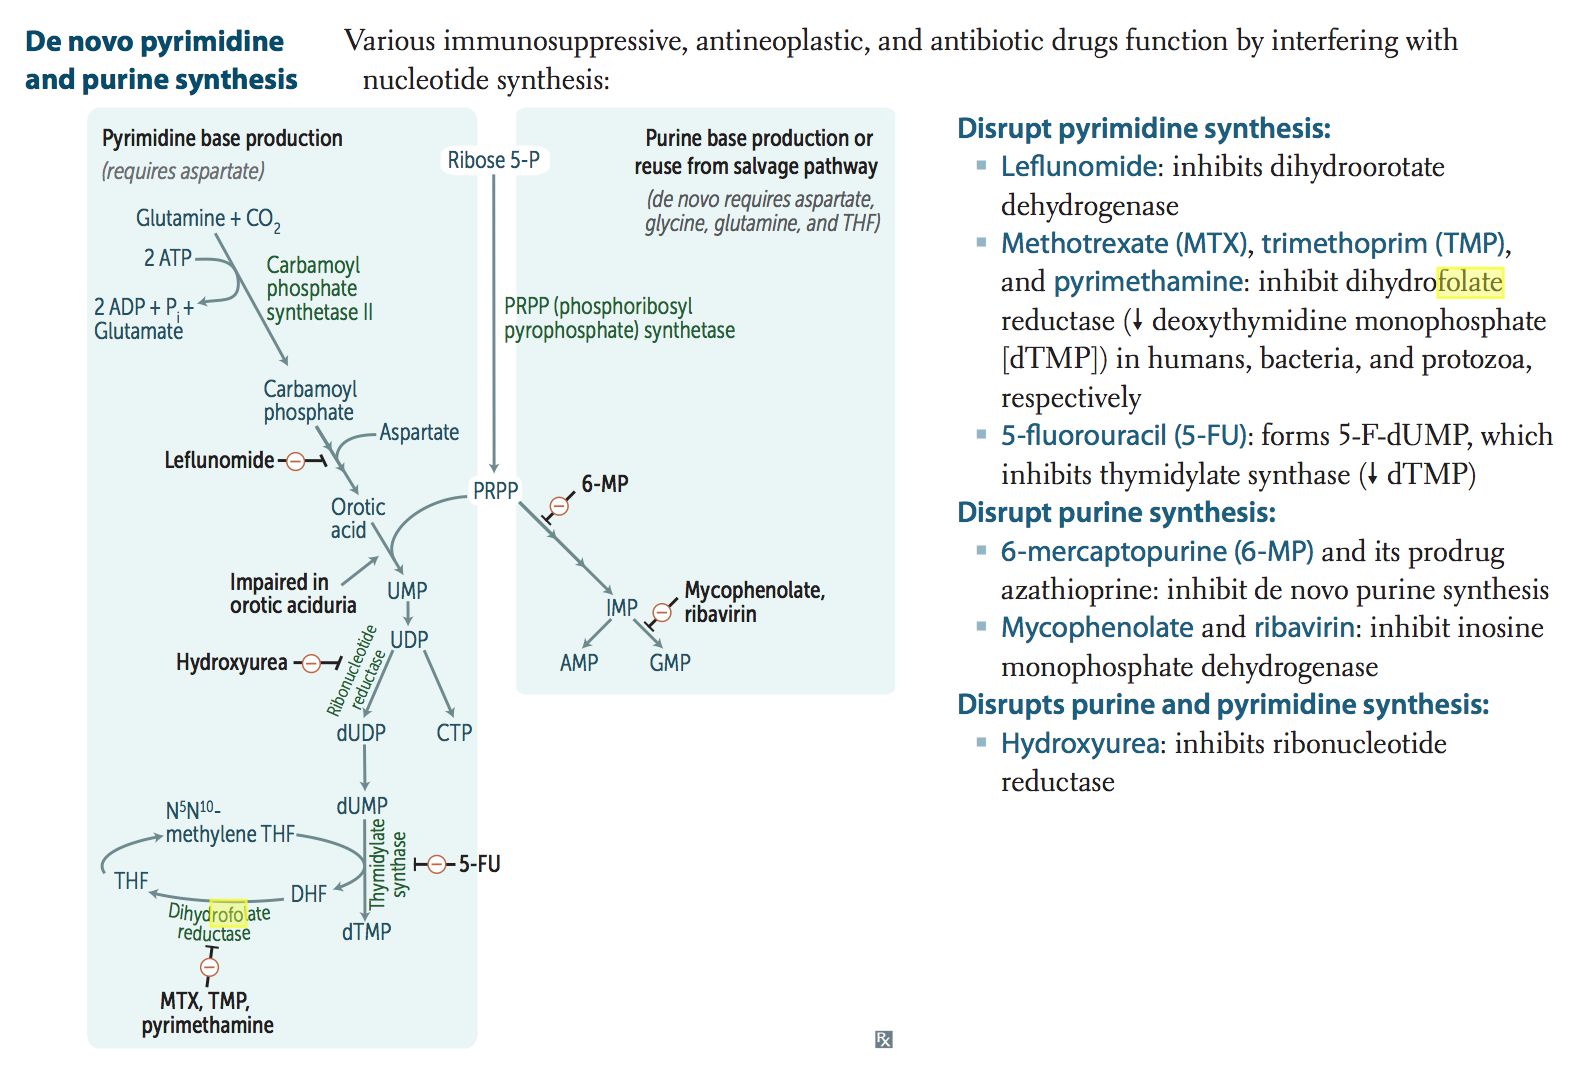 De novo pyrimidine
and purine synthesis
Various immunosuppressive, antineoplastic, and antibiotic drugs function by interfering with
nucleotide synthesis:
Pyrimidine base production
(requires aspartate)
Ribose 5-P
Purine base production or
reuse from salvage pathway
(de novo requires aspartate,
glycine, glutamine, and THF)
Glutamine + CO2
2 ATP
2 ADP + Pi +
Glutamate
Carbamoyl
phosphate
synthetase II
PRPP (phosphoribosyl
pyrophosphate) synthetase
Carbamoyl
phosphate
Aspartate
Leflunomide
Orotic
acid
PRPP
6-MP
Impaired in
orotic aciduria
UMP
IMP
Mycophenolate,
ribavirin
AMP
GMP
UDP
Hydroxyurea
Ribonucleotide
reductase
dUDP
CTP
dUMP
N5N10-
methylene THF
Thymidylate
synthase
5-FU
THF
DHF
Dihydrofolate
reductase
dTMP
MTX, TMP,
pyrimethamine
Rx
Disrupt pyrimidine synthesis:
Leflunomide: inhibits dihydroorotate
dehydrogenase
Methotrexate (MTX), trimethoprim (TMP),
and pyrimethamine: inhibit dihydrofolate
reductase (↓ deoxythymidine monophosphate
[dTMP]) in humans, bacteria, and protozoa,
respectively
5-fluorouracil (5-FU): forms 5-F-dUMP, which
inhibits thymidylate synthase (↓ dTMP)
Disrupt purine synthesis:
6-mercaptopurine (6-MP) and its prodrug
azathioprine: inhibit de novo purine synthesis
Mycophenolate and ribavirin: inhibit inosine
monophosphate dehydrogenase
Disrupts purine and pyrimidine synthesis:
Hydroxyurea: inhibits ribonucleotide
reductase